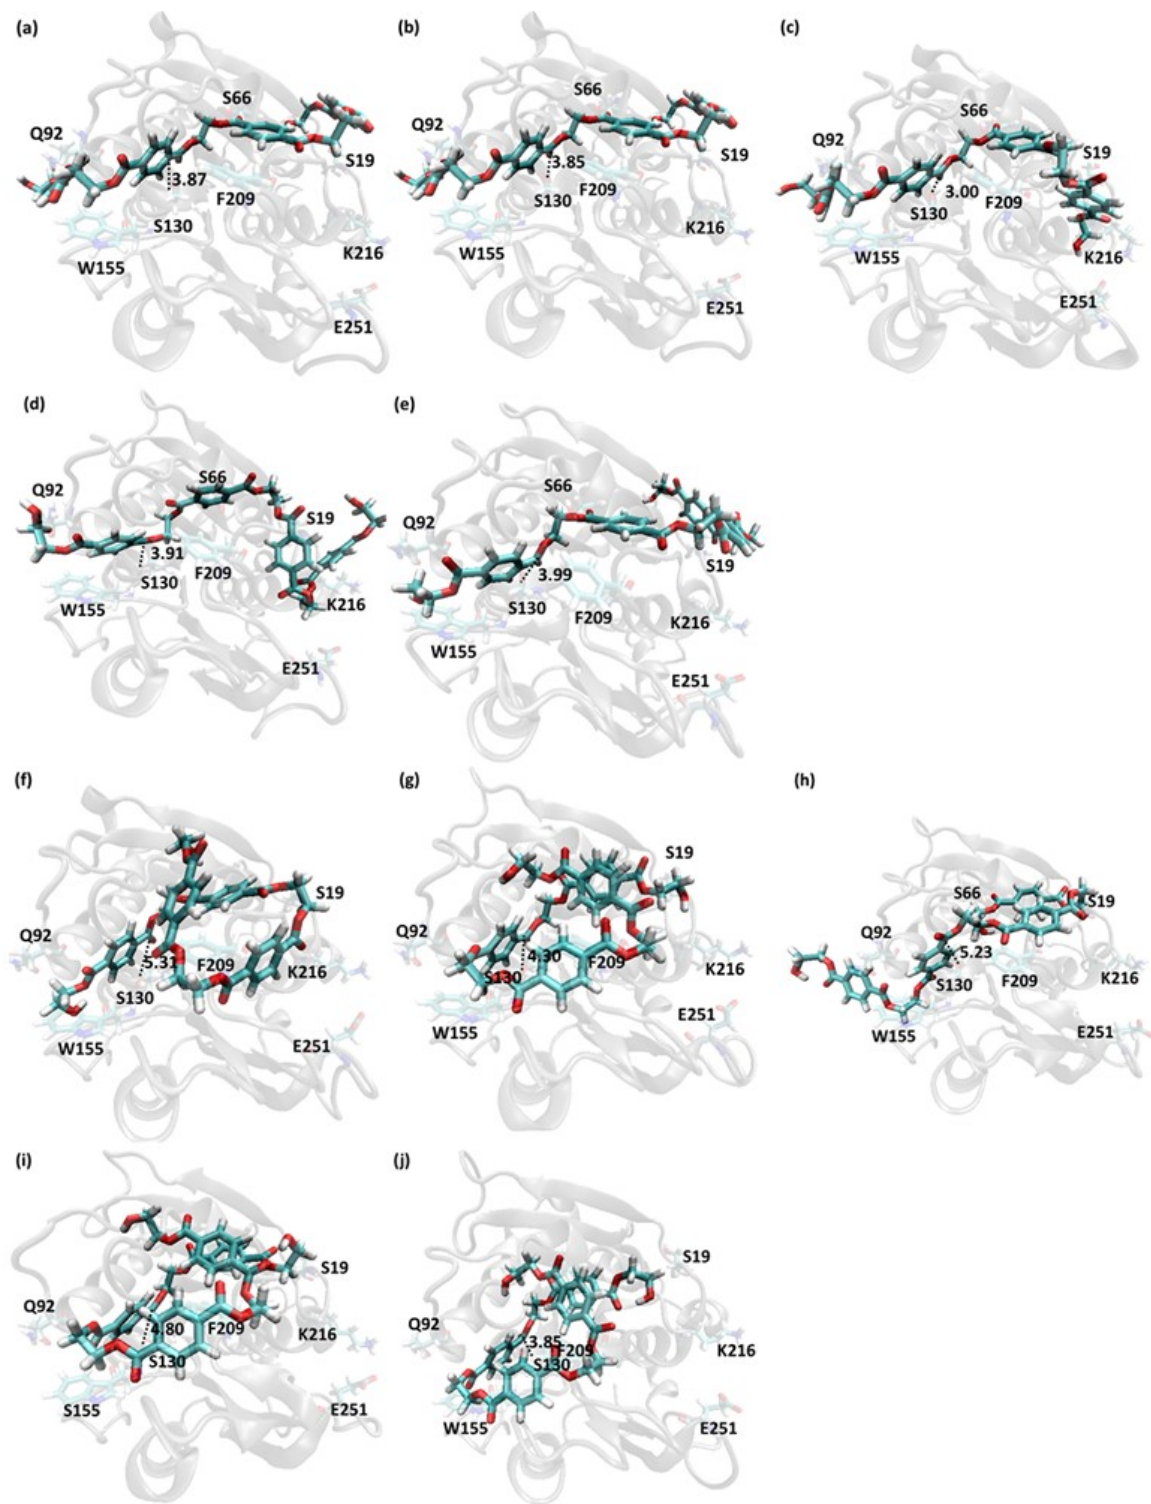 (a)
S66
Q92
3.87
S19
F209
S130
W155
K216
E251
(b)
S66
Q92
3.85
S19
F209
S130
W155
K216
E251
(c)
S66
Q92
S19
3.00
S130
F209
W155
K216
E251
(d)
S66
Q92
S19
3.91
S130
F209
W155
K216
E251
(e)
S66
Q92
S19
3.99
S130
F209
K216
W155
E251
(f)
S19
Q92
5.31
F209
K216
S130
W155
E251
(g)
S19
Q92
4.30
F209
S130
K216
W155
E251
(h)
S66
S19
Q92
5.23
S130
F209
K216
W155
E251
(i)
S19
Q92
4.80
F209
K216
S130
S155
E251
(j)
S19
Q92
3.85
F209
K216
S130
W155
E251